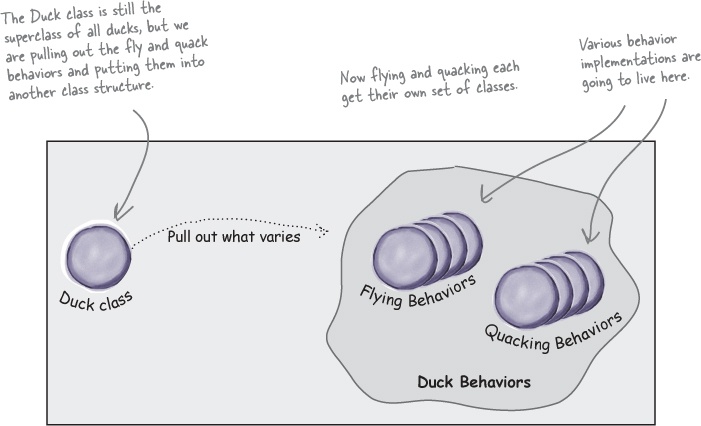 The Duck class is still the
superclass of all ducks, but we
are pulling out the fly and quack
behaviors and putting them into
another class structure.
Now flying and quacking each
get their own set of classes.
Various behavior
implementations are
going to live here.
Pull out what varies
Duck class
Flying Behaviors
Quacking Behaviors
Duck Behaviors